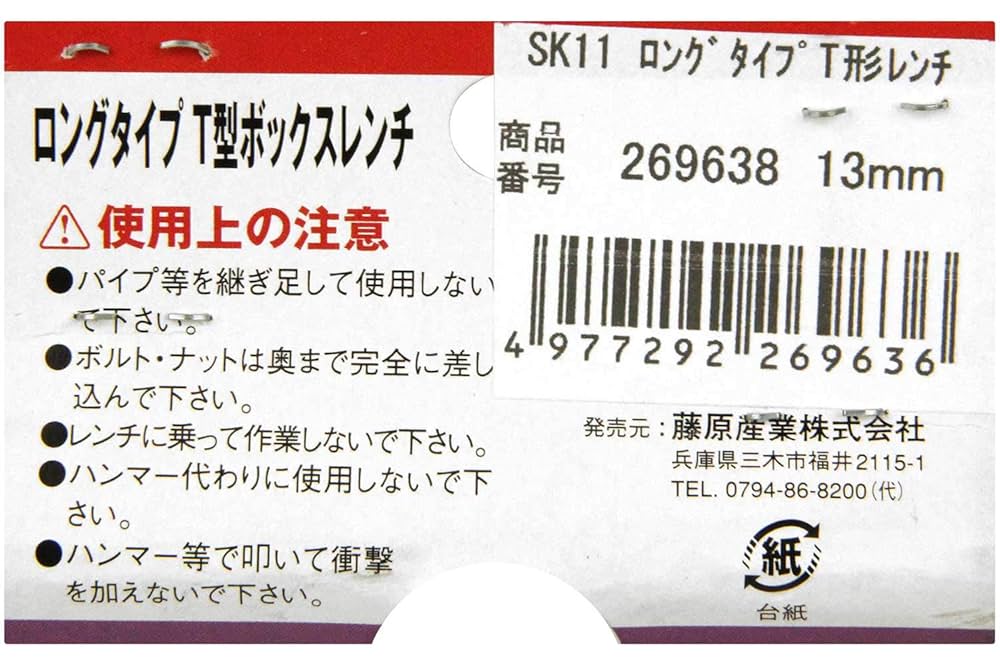 ロングタイプ T型ボックスレンチ
使用上の注意
●パイプ等を継ぎ足して使用しない
で下さい。
●ボルト・ナットは奥まで完全に差し
込んで下さい。
●レンチに乗って作業しないで下さい。
●ハンマー代わりに使用しないで下
さい。
●ハンマー等で叩いて衝撃
を加えないで下さい。
SK11 ロングタイプ T形レンチ
商品
番号 269638 13mm
4 977292 269636
発売元:藤原産業株式会社
兵庫県三木市福井2115-1
TEL. 0794-86-8200(代)
紙
台紙